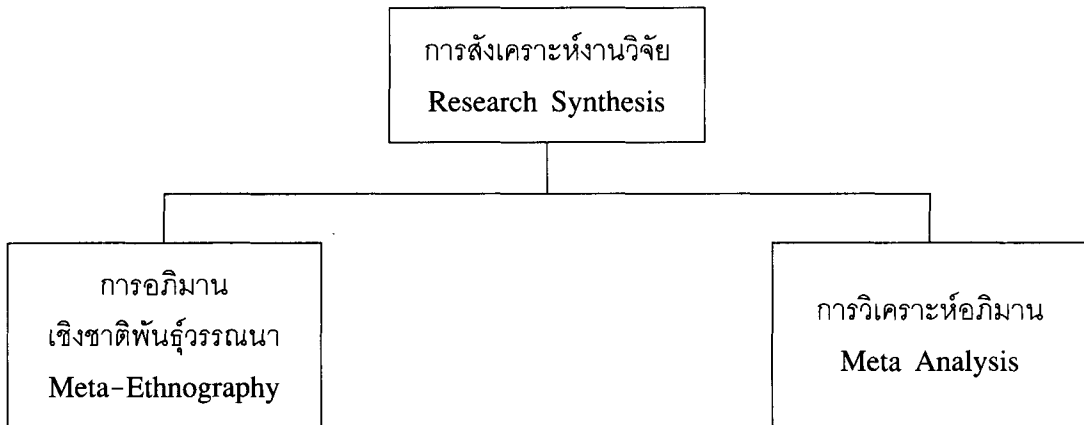 การสังเคราะห์งานวิจัย
Research Synthesis
การอภิมาน
เชิงชาติพันธุ์วรรณนา
Meta-Ethnography
การวิเคราะห์อภิมาน
Meta Analysis